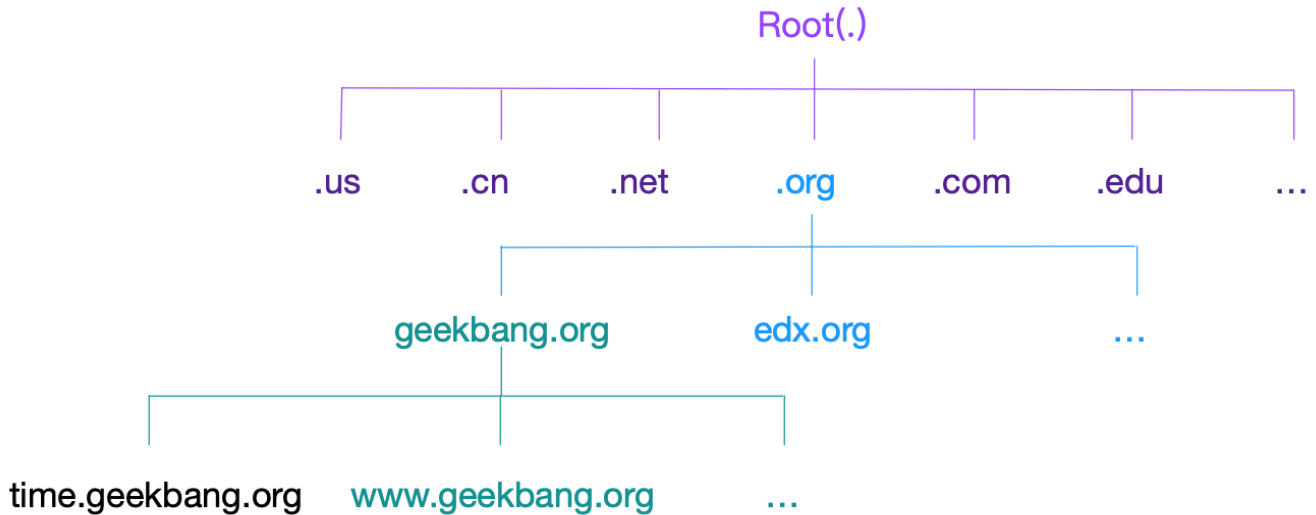 Root(.)
.us .cn .net .org .com .edu ...
geekbang.org edx.org ...
time.geekbang.org www.geekbang.org ...